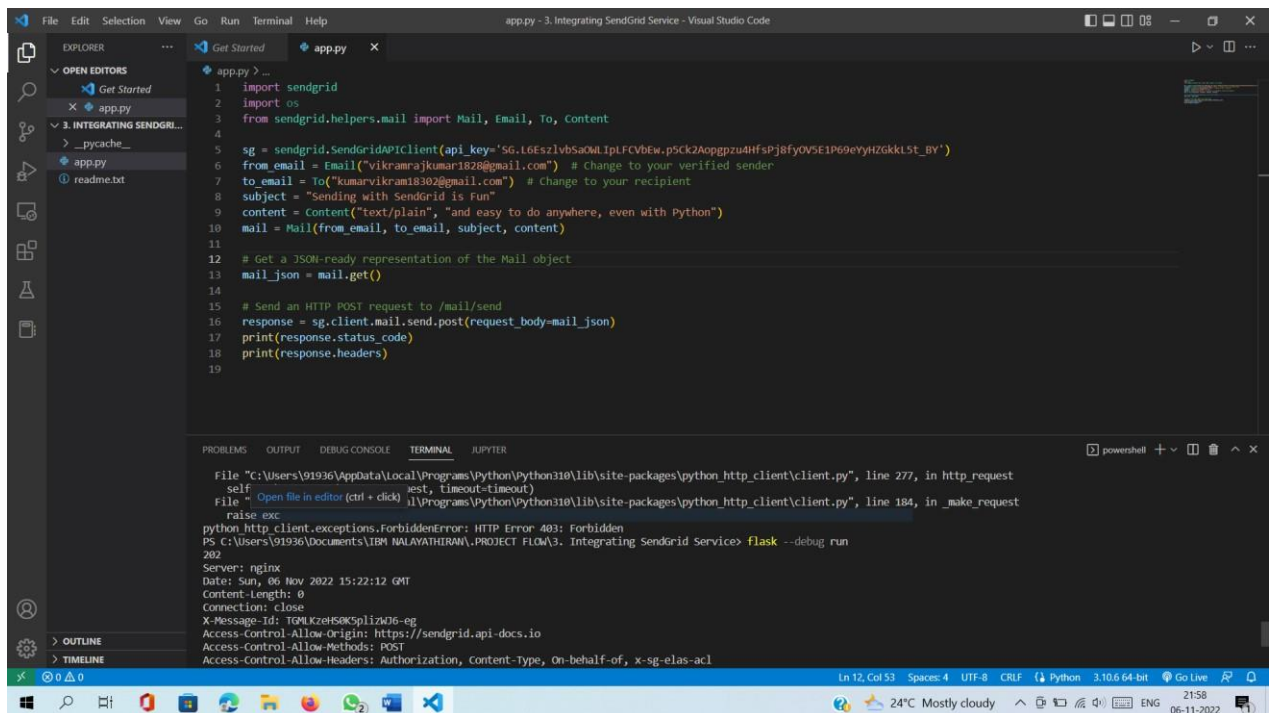 File Edit Selection View Go Run Terminal Help app.py - 3. Integrating SendGrid Service - Visual Studio Code
EXPLORER ... Get Started app.py
OPEN EDITORS
Get Started
app.py
3. INTEGRATING SENDGRI...
__pycache__
app.py
readme.txt
app.py > ...
1 import sendgrid
2 import os
3 from sendgrid.helpers.mail import Mail, Email, To, Content
4
5 sg = sendgrid.SendGridAPIClient(api_key='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')
6 from_email = Email("vikramrajkumar1828@gmail.com") # Change to your verified sender
7 to_email = To("kumarvikram18302@gmail.com") # Change to your recipient
8 subject = "Sending with SendGrid is Fun"
9 content = Content("text/plain", "and easy to do anywhere, even with Python")
10 mail = Mail(from_email, to_email, subject, content)
11
12 # Get a JSON-ready representation of the Mail object
13 mail_json = mail.get()
14
15 # Send an HTTP POST request to /mail/send
16 response = sg.client.mail.send.post(request_body=mail_json)
17 print(response.status_code)
18 print(response.headers)
19
PROBLEMS OUTPUT DEBUG CONSOLE TERMINAL JUPYTER powershell
File "C:\Users\91936\AppData\Local\Programs\Python\Python310\lib\site-packages\python_http_client\client.py", line 277, in http_request
self est, timeout=timeout)
Open file in editor (ctrl + click)
File " l\Programs\Python\Python310\lib\site-packages\python_http_client\client.py", line 184, in _make_request
raise exc
python_http_client.exceptions.ForbiddenError: HTTP Error 403: Forbidden
PS C:\Users\91936\Documents\IBM NALAYATHIRAN\.PROJECT FLOW\3. Integrating SendGrid Service> flask --debug run
202
Server: nginx
Date: Sun, 06 Nov 2022 15:22:12 GMT
Content-Length: 0
Connection: close
X-Message-Id: TGMLKzeHS0K5plizWJ6-eg
Access-Control-Allow-Origin: https://sendgrid.api-docs.io
Access-Control-Allow-Methods: POST
Access-Control-Allow-Headers: Authorization, Content-Type, On-behalf-of, x-sg-elas-acl
OUTLINE
TIMELINE
0 0 Ln 12, Col 53 Spaces: 4 UTF-8 CRLF Python 3.10.6 64-bit Go Live
24°C Mostly cloudy ENG 21:58
06-11-2022